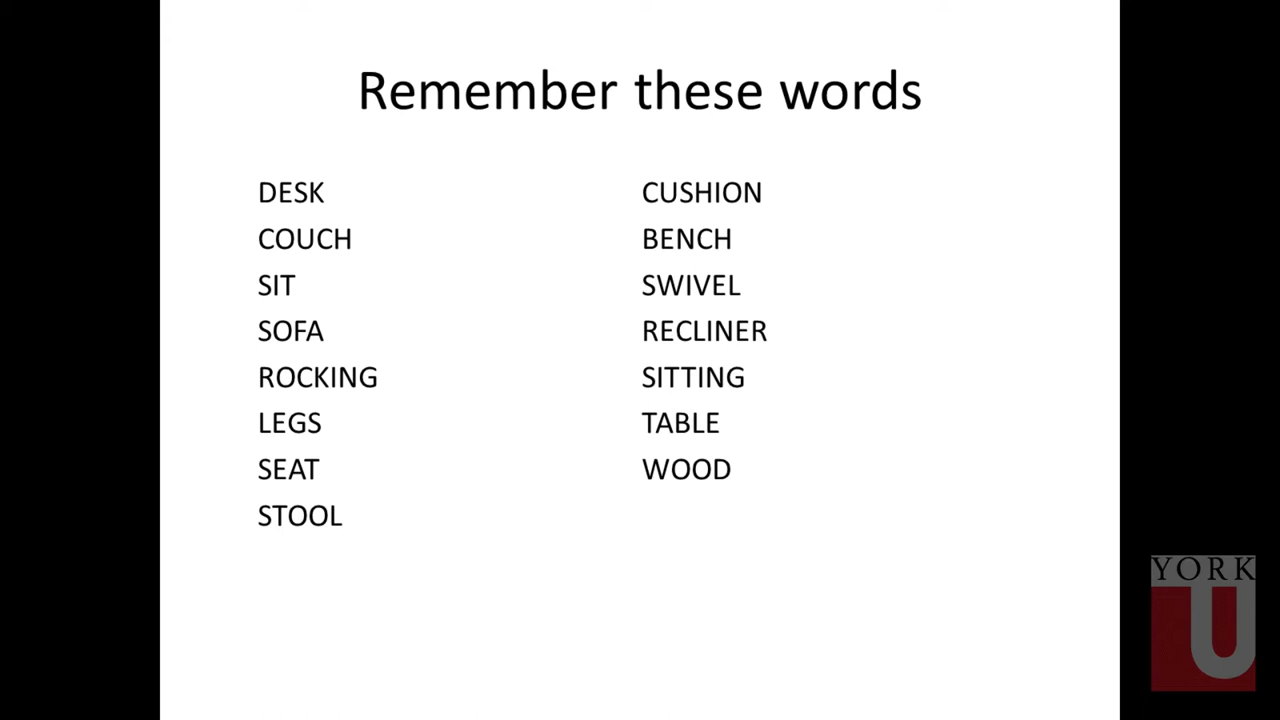 Remember these words
DESK
COUCH
SIT
SOFA
ROCKING
LEGS
SEAT
STOOL
CUSHION
BENCH
SWIVEL
RECLINER
SITTING
TABLE
WOOD
YORK
U